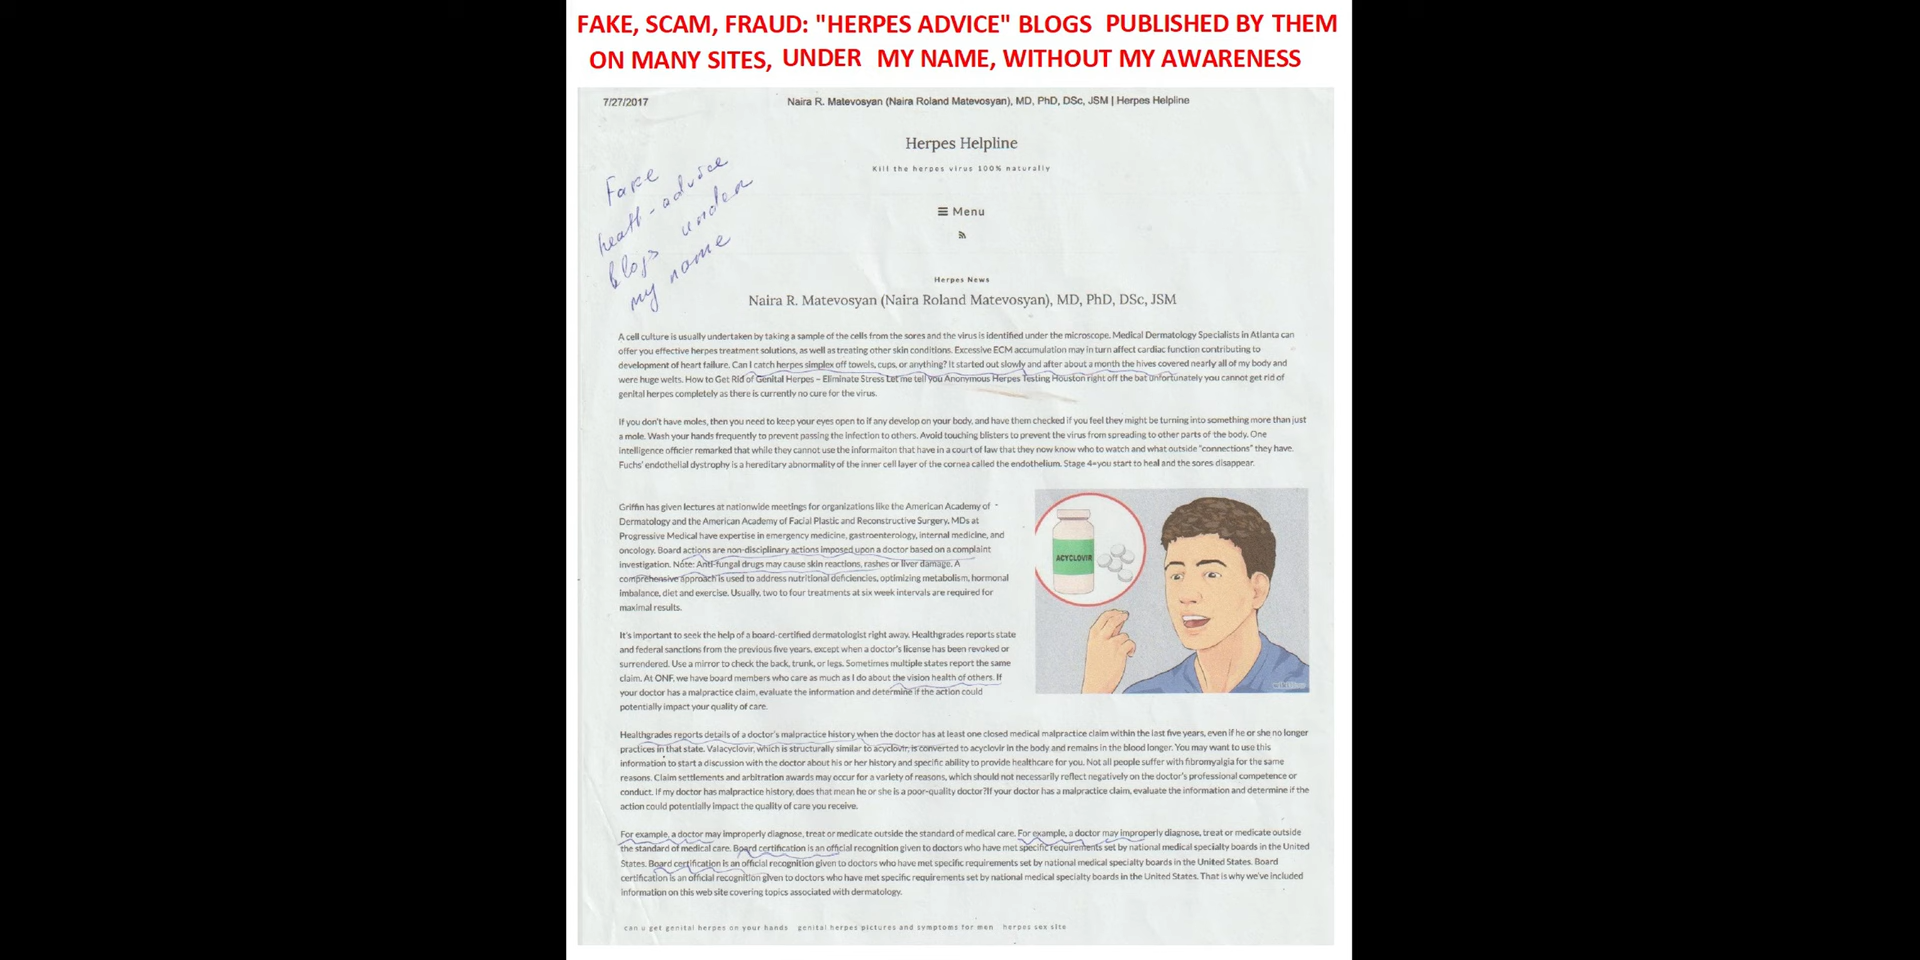 FAKE, SCAM, FRAUD: "HERPES ADVICE" BLOGS PUBLISHED BY THEM
ON MANY SITES, UNDER MY NAME, WITHOUT MY AWARENESS
7/27/2017
Naira R. Matevosyan (Naira Roland Matevosyan), MD, PhD, DSc, JSM | Herpes Helpline
Herpes Helpline
Kill the herpes virus 100% naturally
Fake
healt-advice
blogs under
my name
Menu
Herpes News
Naira R. Matevosyan (Naira Roland Matevosyan), MD, PhD, DSc, JSM
A cell culture is usually undertaken by taking a sample of the cells from the sores and the virus is identified under the microscope. Medical Dermatology Specialists in Atlanta can
offer you effective herpes treatment solutions, as well as treating other skin conditions. Excessive ECM accumulation may in turn affect cardiac function contributing to
development of heart failure. Can I catch herpes simplex off towels, cups, or anything? It started out slowly and after about a month the hives covered nearly all of my body and
were huge welts. How to Get Rid of Genital Herpes – Eliminate Stress Let me tell you Anonymous Herpes Testing Houston right off the bat unfortunately you cannot get rid of
genital herpes completely as there is currently no cure for the virus.
If you don't have moles, then you need to keep your eyes open to if any develop on your body, and have them checked if you feel they might be turning into something more than just
a mole. Wash your hands frequently to prevent passing the infection to others. Avoid touching blisters to prevent the virus from spreading to other parts of the body. One
intelligence officier remarked that while they cannot use the informaiton that have in a court of law that they now know who to watch and what outside "connections" they have.
Fuchs' endothelial dystrophy is a hereditary abnormality of the inner cell layer of the cornea called the endothelium. Stage 4=you start to heal and the sores disappear.
Griffin has given lectures at nationwide meetings for organizations like the American Academy of
Dermatology and the American Academy of Facial Plastic and Reconstructive Surgery. MDs at
Progressive Medical have expertise in emergency medicine, gastroenterology, internal medicine, and
oncology. Board actions are non-disciplinary actions imposed upon a doctor based on a complaint
investigation. Note: Anti-fungal drugs may cause skin reactions, rashes or liver damage. A
comprehensive approach is used to address nutritional deficiencies, optimizing metabolism, hormonal
imbalance, diet and exercise. Usually, two to four treatments at six week intervals are required for
maximal results.
ACYCLOVIR
It's important to seek the help of a board-certified dermatologist right away. Healthgrades reports state
and federal sanctions from the previous five years, except when a doctor's license has been revoked or
surrendered. Use a mirror to check the back, trunk, or legs. Sometimes multiple states report the same
claim. At ONF, we have board members who care as much as I do about the vision health of others. If
your doctor has a malpractice claim, evaluate the information and determine if the action could
potentially impact your quality of care.
wikiHow
Healthgrades reports details of a doctor's malpractice history when the doctor has at least one closed medical malpractice claim within the last five years, even if he or she no longer
practices in that state. Valacyclovir, which is structurally similar to acyclovir, is converted to acyclovir in the body and remains in the blood longer. You may want to use this
information to start a discussion with the doctor about his or her history and specific ability to provide healthcare for you. Not all people suffer with fibromyalgia for the same
reasons. Claim settlements and arbitration awards may occur for a variety of reasons, which should not necessarily reflect negatively on the doctor's professional competence or
conduct. If my doctor has malpractice history, does that mean he or she is a poor-quality doctor?If your doctor has a malpractice claim, evaluate the information and determine if the
action could potentially impact the quality of care you receive.
For example, a doctor may improperly diagnose, treat or medicate outside the standard of medical care. For example, a doctor may improperly diagnose, treat or medicate outside
the standard of medical care. Board certification is an official recognition given to doctors who have met specific requirements set by national medical specialty boards in the United
States. Board certification is an official recognition given to doctors who have met specific requirements set by national medical specialty boards in the United States. Board
certification is an official recognition given to doctors who have met specific requirements set by national medical specialty boards in the United States. That is why we've included
information on this web site covering topics associated with dermatology.
can u get genital herpes on your hands genital herpes pictures and symptoms for men herpes sex site